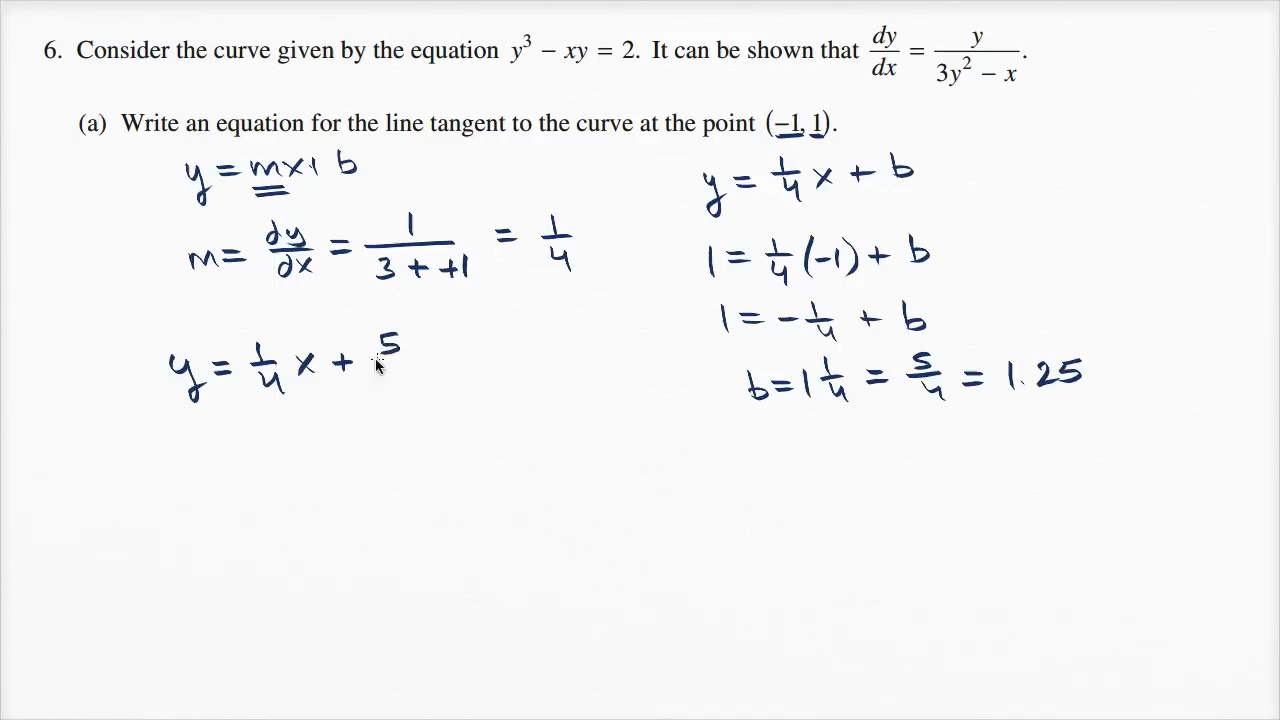 6. Consider the curve given by the equation y³ − xy = 2. It can be shown that dy/dx = y/(3y² − x).
(a) Write an equation for the line tangent to the curve at the point (−1, 1).
y = mx + b
m = dy/dx = 1/(3 + +1) = 1/4
y = 1/4 x + 5
y = 1/4 x + b
1 = 1/4 (-1) + b
1 = - 1/4 + b
b = 1 1/4 = 5/4 = 1.25